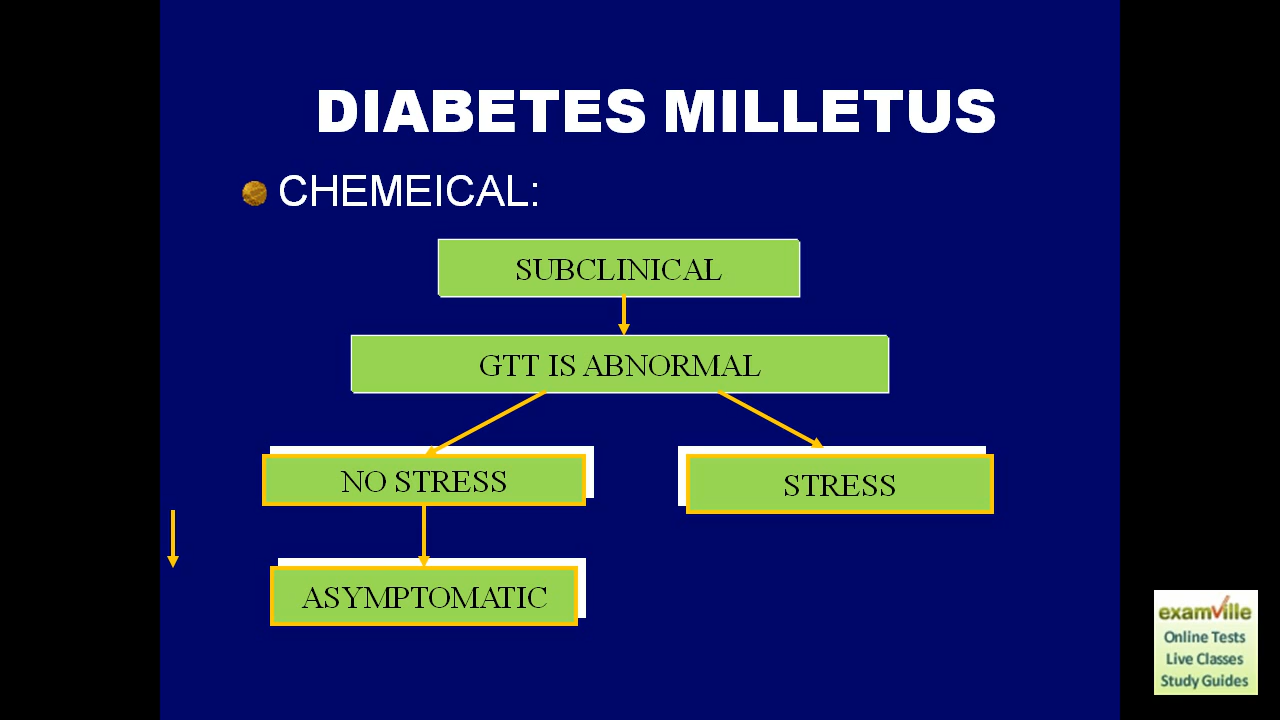 DIABETES MILLETUS
CHEMEICAL:
SUBCLINICAL
GTT IS ABNORMAL
NO STRESS
STRESS
ASYMPTOMATIC
examville
Online Tests
Live Classes
Study Guides